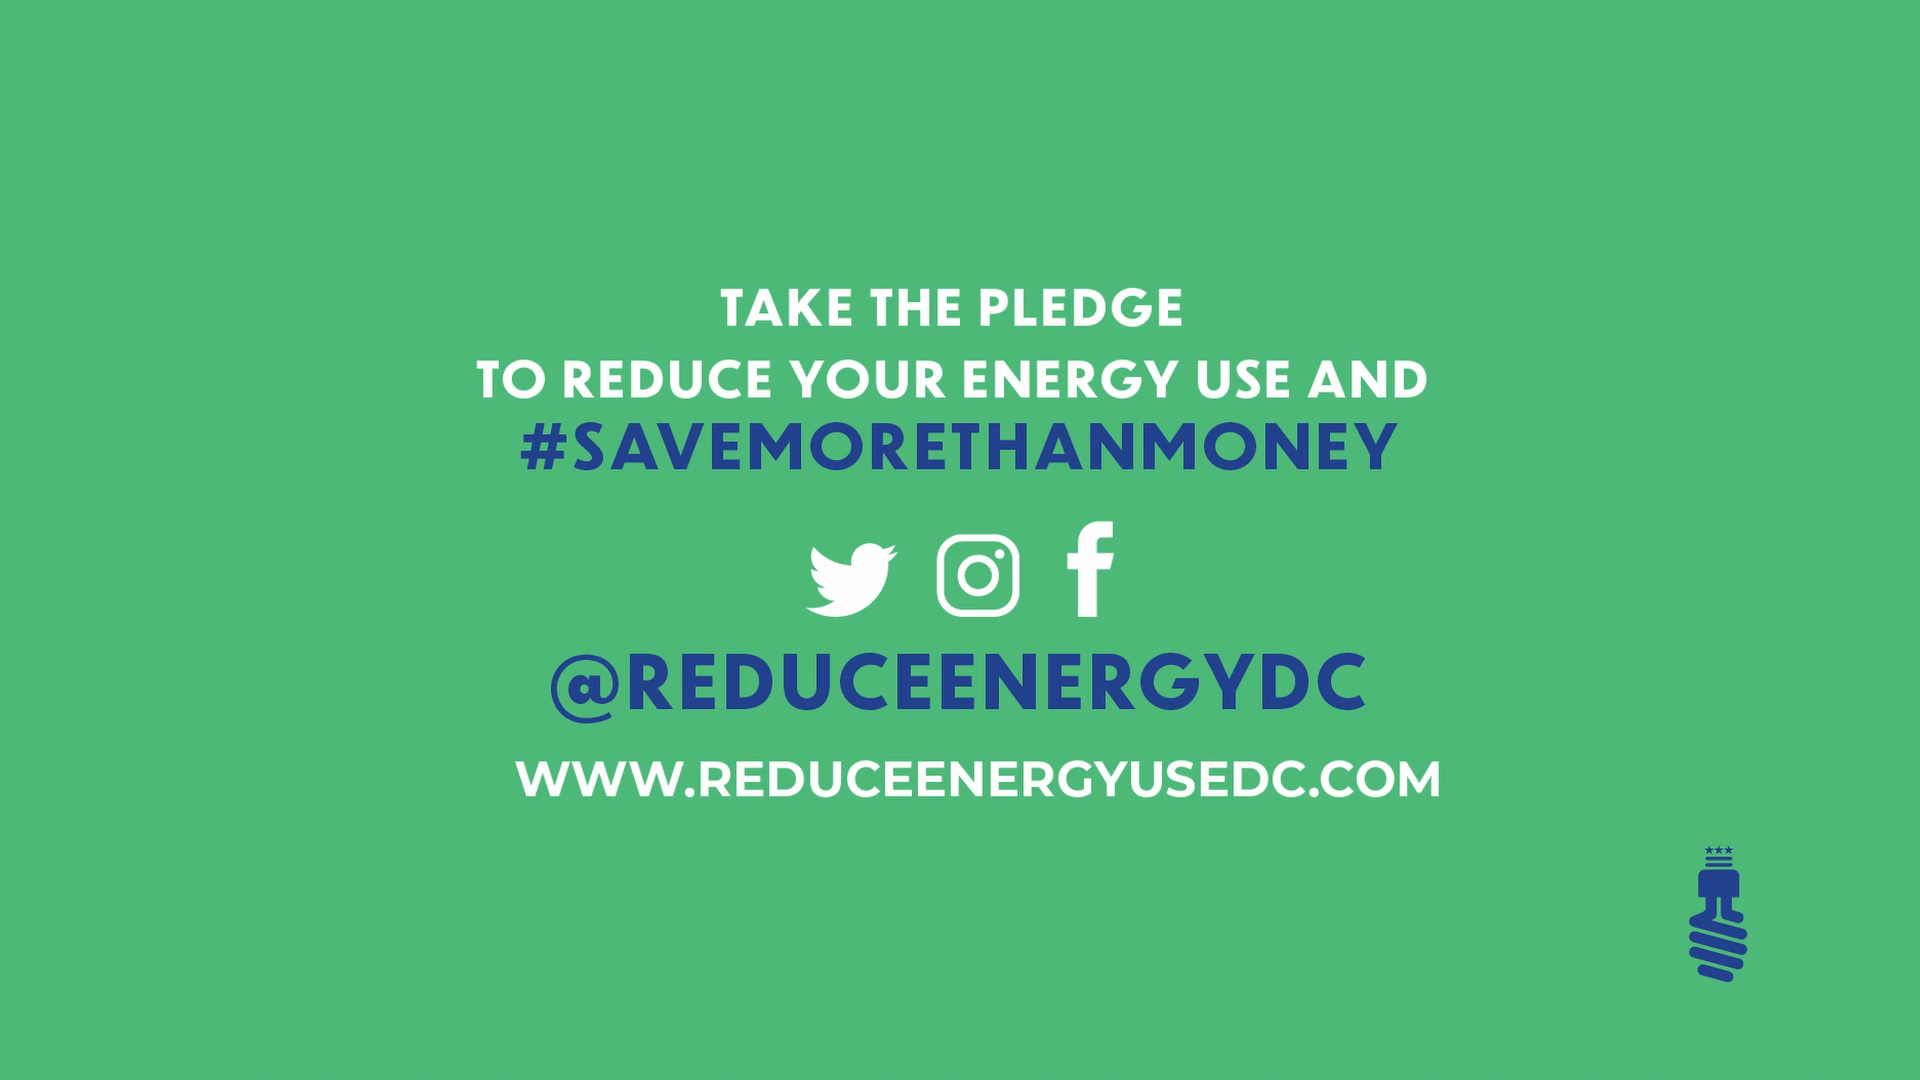 TAKE THE PLEDGE
TO REDUCE YOUR ENERGY USE AND
#SAVEMORETHANMONEY
@REDUCEENERGYDC
WWW.REDUCEENERGYUSEDC.COM